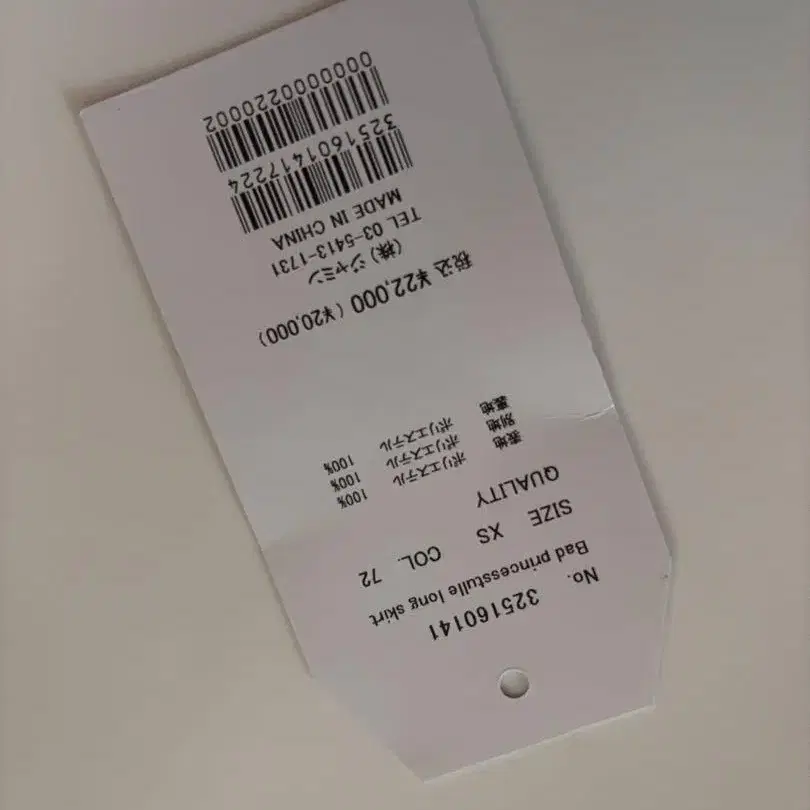 No. 325160141
Bad princesstulle long skirt
SIZE XS COL. 72
QUALITY
表地 ポリエステル 100%
別地 ポリエステル 100%
裏地 ポリエステル 100%
税込 ¥22,000 (¥20,000)
(株)ジャミン
TEL 03-5413-1731
MADE IN CHINA
3251601417224
0000000220002